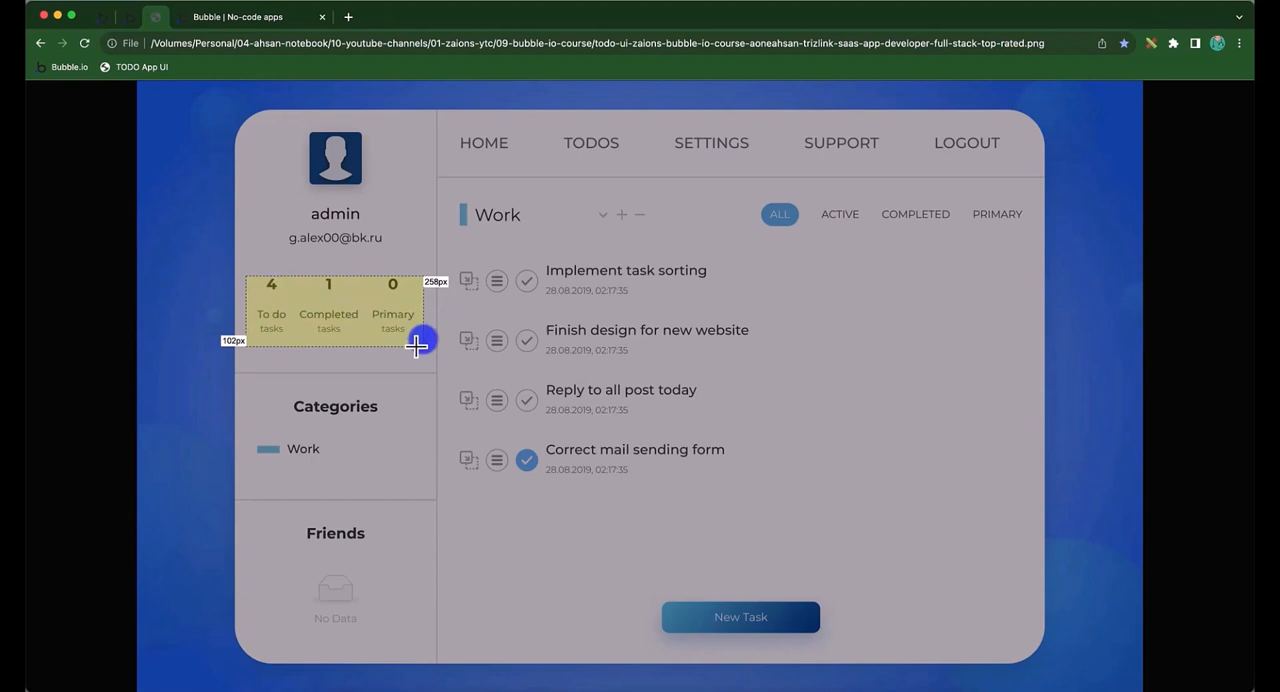 Bubble | No-code apps
File /Volumes/Personal/04-ahsan-notebook/10-youtube-channels/01-zaions-ytc/09-bubble-io-course/todo-ui-zaions-bubble-io-course-aoneahsan-trizlink-saas-app-developer-full-stack-top-rated.png
Bubble.io TODO App UI
HOME TODOS SETTINGS SUPPORT LOGOUT
admin
g.alex00@bk.ru
Work ALL ACTIVE COMPLETED PRIMARY
4 1 0
258px
To do Completed Primary
tasks tasks tasks
102px
Implement task sorting
28.08.2019, 02:17:35
Finish design for new website
28.08.2019, 02:17:35
Reply to all post today
28.08.2019, 02:17:35
Correct mail sending form
28.08.2019, 02:17:35
Categories
Work
Friends
No Data
New Task